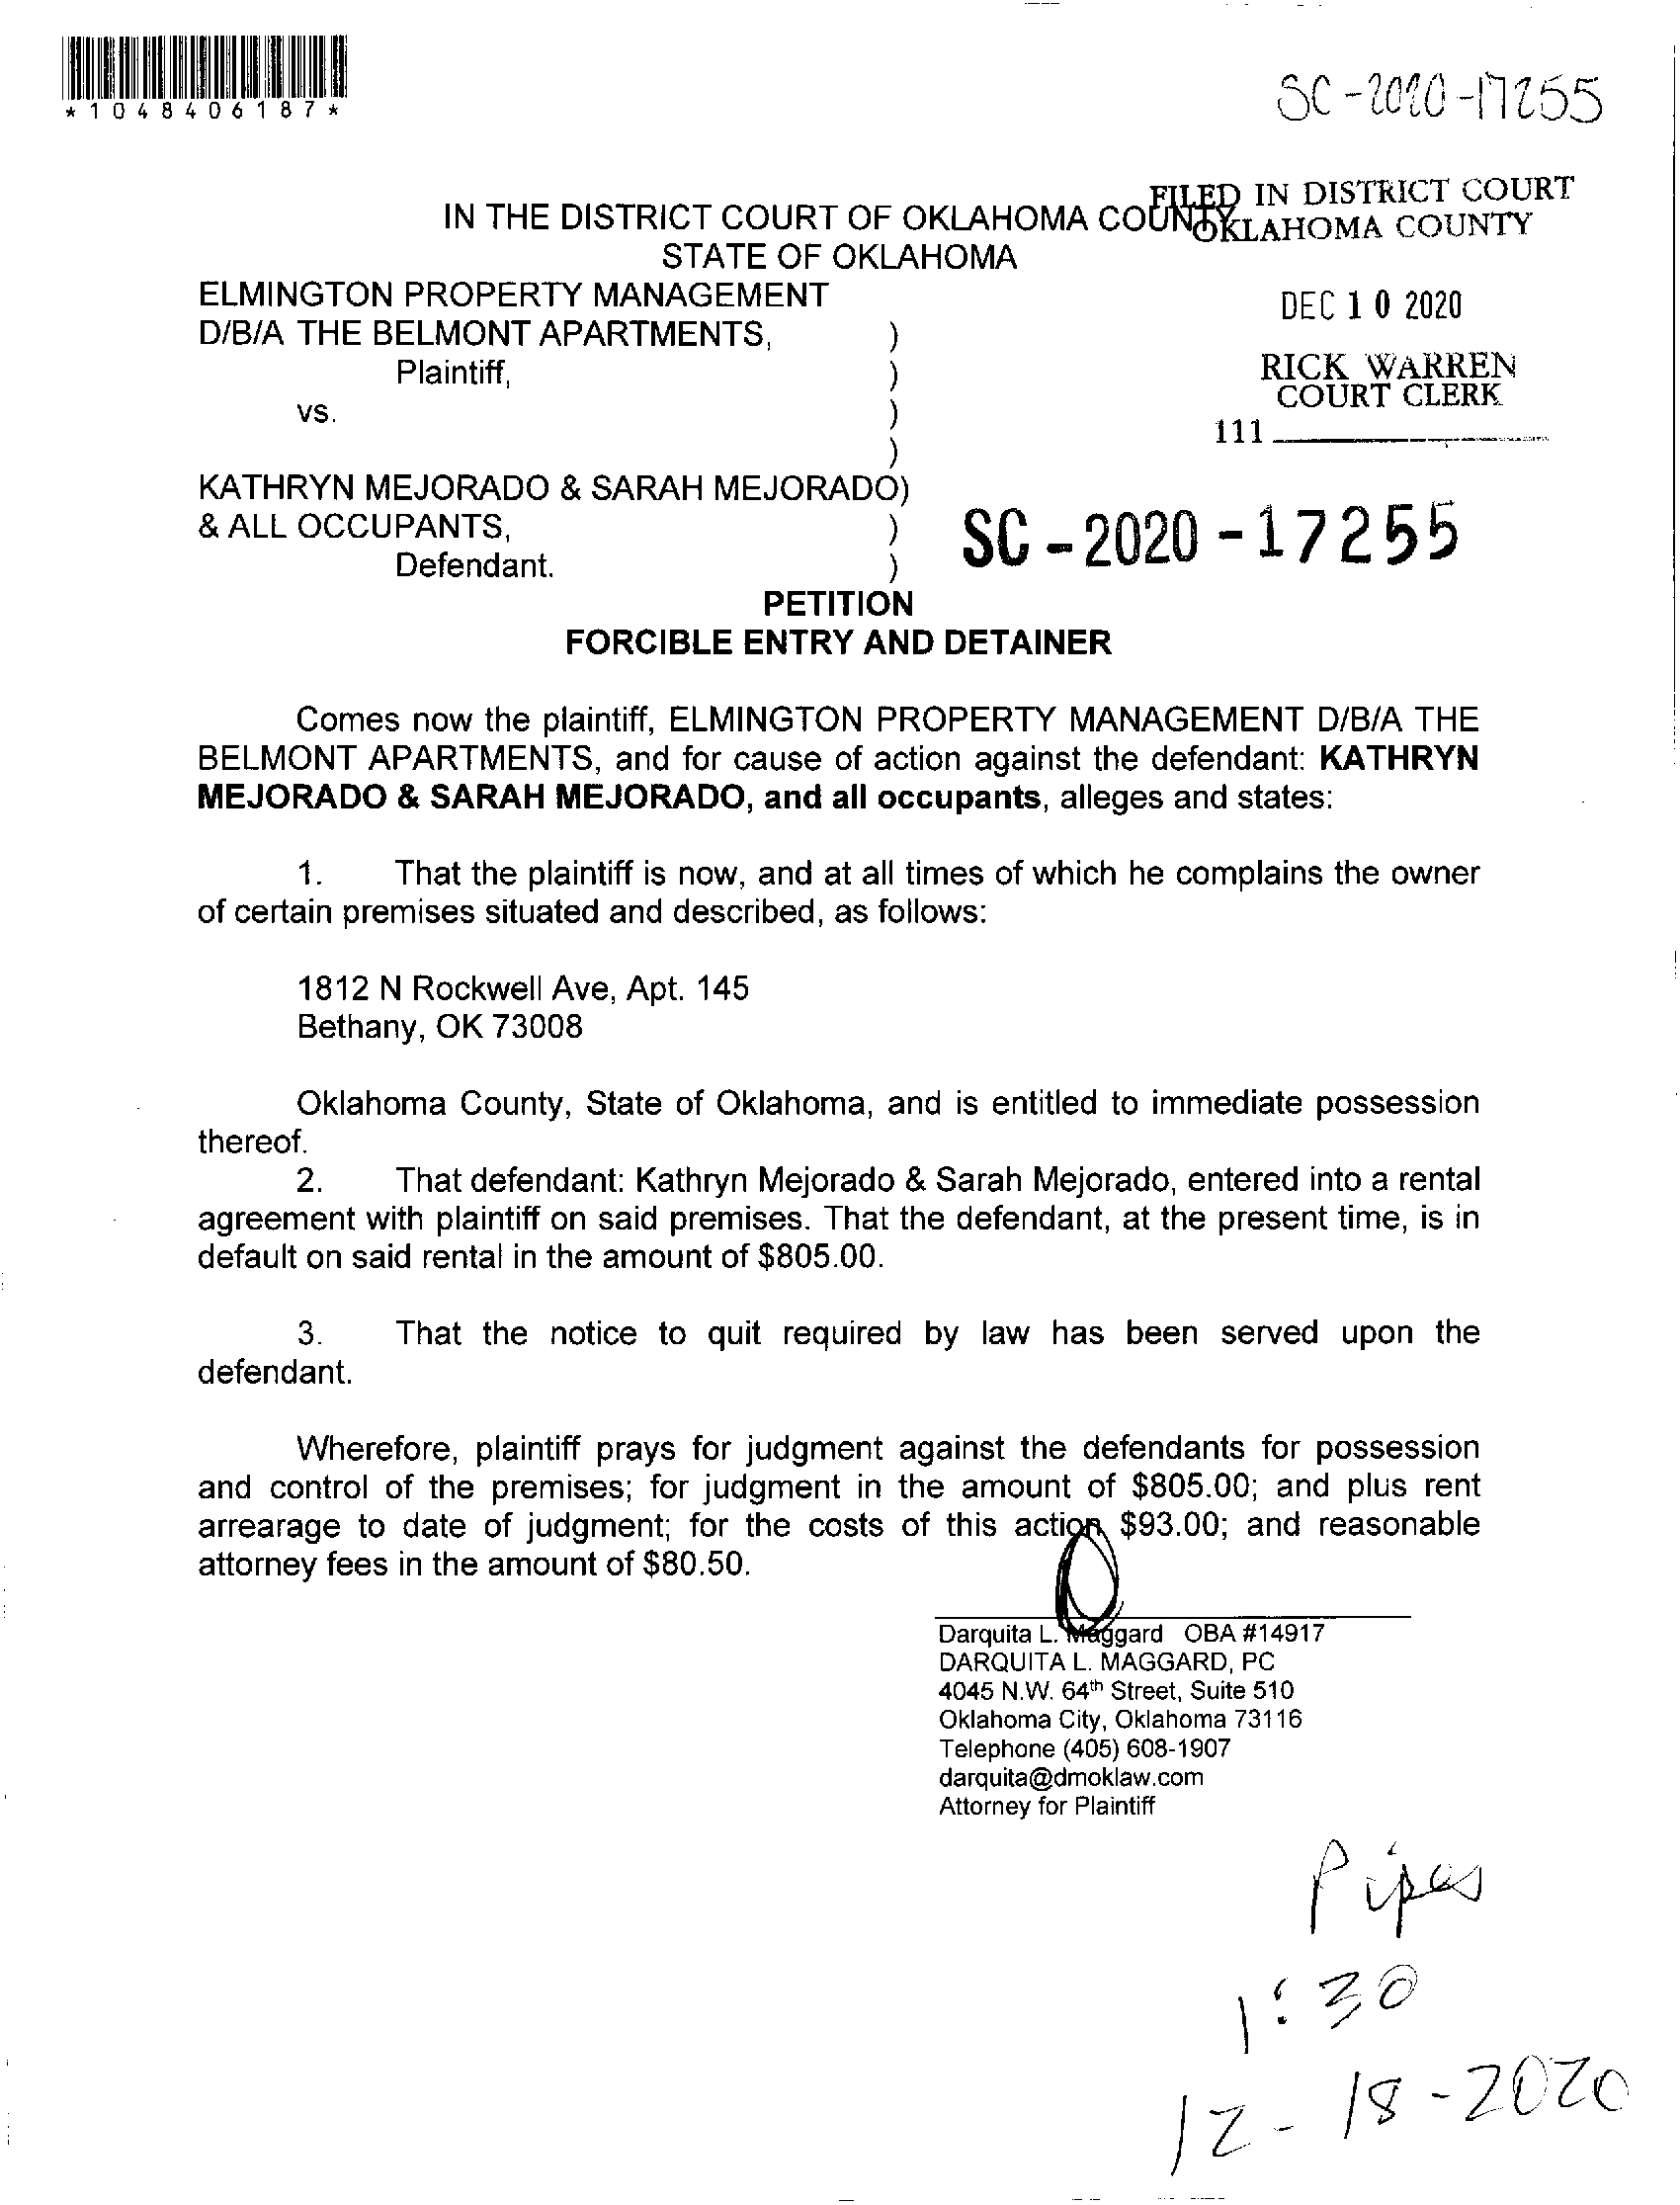 *1048406187*
SC-2020-17255
FILED IN DISTRICT COURT
OKLAHOMA COUNTY
IN THE DISTRICT COURT OF OKLAHOMA COUNTY
STATE OF OKLAHOMA
DEC 10 2020
RICK WARREN
COURT CLERK
111
ELMINGTON PROPERTY MANAGEMENT
D/B/A THE BELMONT APARTMENTS, )
Plaintiff, )
vs. )
)
KATHRYN MEJORADO & SARAH MEJORADO)
& ALL OCCUPANTS, )
Defendant. )
SC-2020-17255
PETITION
FORCIBLE ENTRY AND DETAINER
Comes now the plaintiff, ELMINGTON PROPERTY MANAGEMENT D/B/A THE
BELMONT APARTMENTS, and for cause of action against the defendant: KATHRYN
MEJORADO & SARAH MEJORADO, and all occupants, alleges and states:
1. That the plaintiff is now, and at all times of which he complains the owner
of certain premises situated and described, as follows:
1812 N Rockwell Ave, Apt. 145
Bethany, OK 73008
Oklahoma County, State of Oklahoma, and is entitled to immediate possession
thereof.
2. That defendant: Kathryn Mejorado & Sarah Mejorado, entered into a rental
agreement with plaintiff on said premises. That the defendant, at the present time, is in
default on said rental in the amount of $805.00.
3. That the notice to quit required by law has been served upon the
defendant.
Wherefore, plaintiff prays for judgment against the defendants for possession
and control of the premises; for judgment in the amount of $805.00; and plus rent
arrearage to date of judgment; for the costs of this action $93.00; and reasonable
attorney fees in the amount of $80.50.
Darquita L. Maggard OBA #14917
DARQUITA L. MAGGARD, PC
4045 N.W. 64th Street, Suite 510
Oklahoma City, Oklahoma 73116
Telephone (405) 608-1907
darquita@dmoklaw.com
Attorney for Plaintiff
Pipes
1:30
12-18-2020